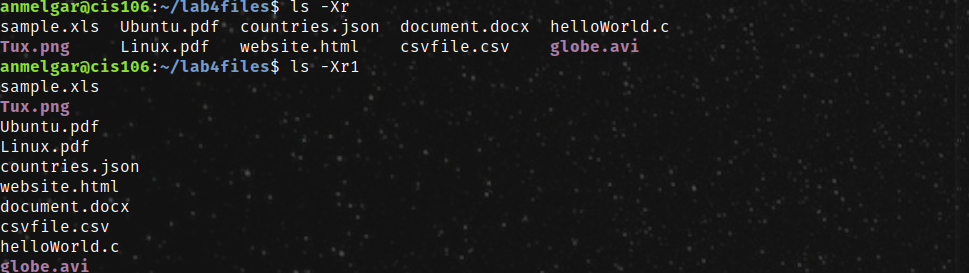 anmelgar@cis106:~/lab4files$ ls -Xr
sample.xls  Ubuntu.pdf  countries.json  document.docx  helloWorld.c
Tux.png     Linux.pdf   website.html    csvfile.csv    globe.avi
anmelgar@cis106:~/lab4files$ ls -Xr1
sample.xls
Tux.png
Ubuntu.pdf
Linux.pdf
countries.json
website.html
document.docx
csvfile.csv
helloWorld.c
globe.avi